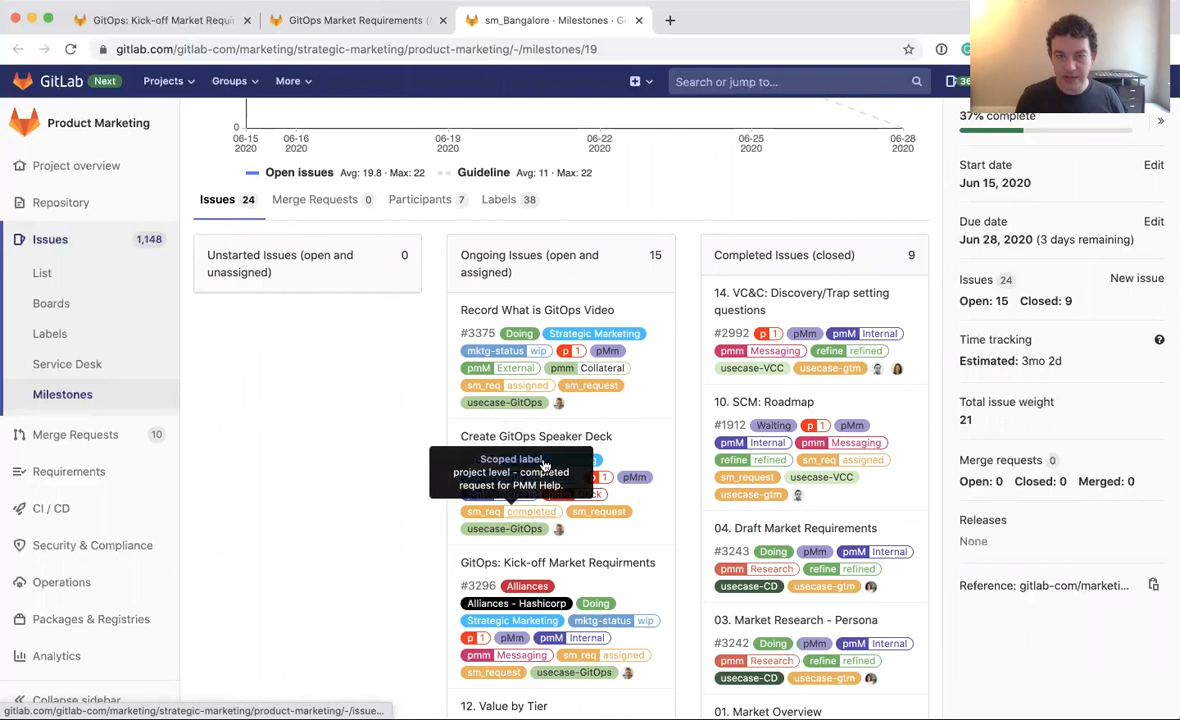 GitOps: Kick-off Market Requi
GitOps Market Requirements (
sm_Bangalore · Milestones · G
gitlab.com/gitlab-com/marketing/strategic-marketing/product-marketing/-/milestones/19
GitLab Next Projects Groups More Search or jump to...
Product Marketing
Project overview
Repository
Issues 1,148
List
Boards
Labels
Service Desk
Milestones
Merge Requests 10
Requirements
CI / CD
Security & Compliance
Operations
Packages & Registries
Analytics
Collapse sidebar
gitlab.com/gitlab-com/marketing/strategic-marketing/product-marketing/-/issue...
0
06-15 2020
06-16 2020
06-19 2020
06-22 2020
06-25 2020
06-28 2020
Open issues Avg: 19.8 · Max: 22 Guideline Avg: 11 · Max: 22
Issues 24 Merge Requests 0 Participants 7 Labels 38
Unstarted Issues (open and
unassigned) 0
Ongoing Issues (open and
assigned) 15
Record What is GitOps Video
#3375 Doing Strategic Marketing
mktg-status wip p 1 pMm
pmM External pmm Collateral
sm_req assigned sm_request
usecase-GitOps
Create GitOps Speaker Deck
Scoped label
project level - completed
request for PMM Help.
1 pMm
sm_req completed sm_request
usecase-GitOps
GitOps: Kick-off Market Requirments
#3296 Alliances
Alliances - Hashicorp Doing
Strategic Marketing mktg-status wip
p 1 pMm pmM Internal
pmm Messaging sm_req assigned
sm_request usecase-GitOps
12. Value by Tier
Completed Issues (closed) 9
14. VC&C: Discovery/Trap setting
questions
#2992 p 1 pMm pmM Internal
pmm Messaging refine refined
usecase-VCC usecase-gtm
10. SCM: Roadmap
#1912 Waiting p 1 pMm
pmM Internal pmm Messaging
refine refined sm_req assigned
sm_request usecase-VCC
usecase-gtm
04. Draft Market Requirements
#3243 Doing pMm pmM Internal
pmm Research refine refined
usecase-CD usecase-gtm
03. Market Research - Persona
#3242 Doing pMm pmM Internal
pmm Research refine refined
usecase-CD usecase-gtm
01. Market Overview
37% complete
Start date Edit
Jun 15, 2020
Due date Edit
Jun 28, 2020 (3 days remaining)
Issues 24 New issue
Open: 15 Closed: 9
Time tracking
Estimated: 3mo 2d
Total issue weight
21
Merge requests 0
Open: 0 Closed: 0 Merged: 0
Releases
None
Reference: gitlab-com/marketi...